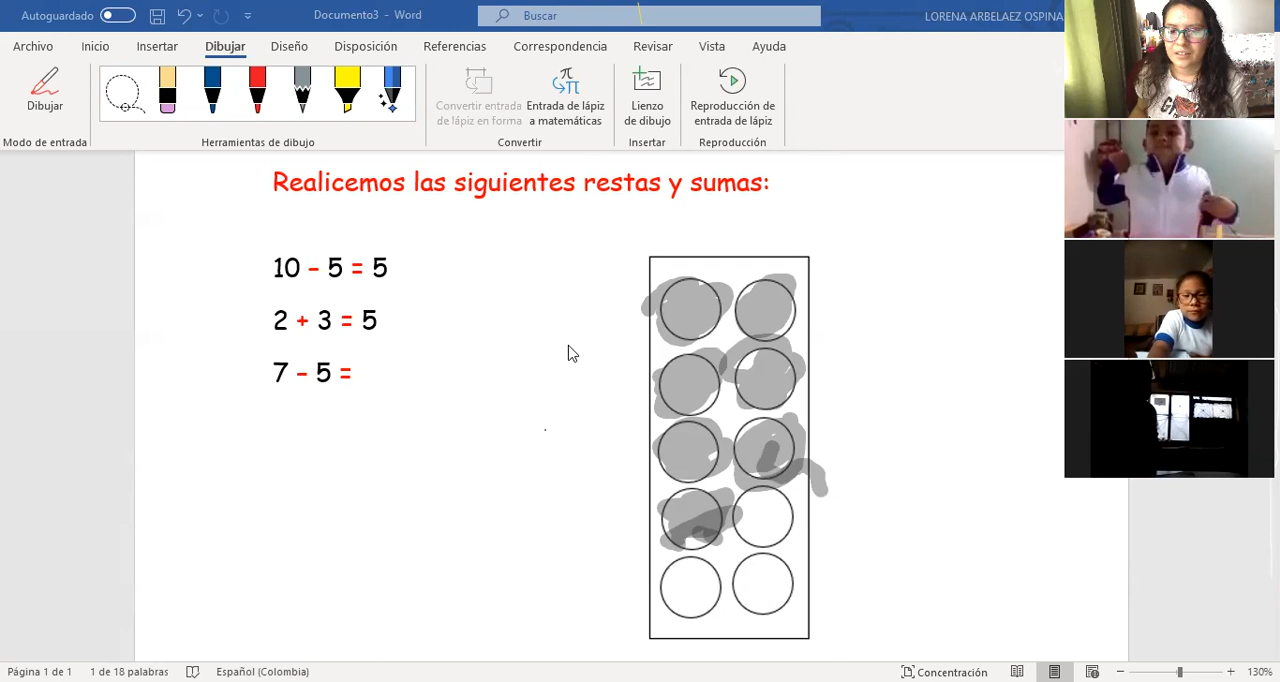 Autoguardado
Documento3 - Word
Buscar
LORENA ARBELAEZ OSPINA
Archivo Inicio Insertar Dibujar Diseño Disposición Referencias Correspondencia Revisar Vista Ayuda
Dibujar
Convertir entrada de lápiz en forma
Entrada de lápiz a matemáticas
Lienzo de dibujo
Reproducción de entrada de lápiz
Modo de entrada
Herramientas de dibujo
Convertir
Insertar
Reproducción
Realicemos las siguientes restas y sumas:
10 - 5 = 5
2 + 3 = 5
7 - 5 =
Página 1 de 1 1 de 18 palabras Español (Colombia) Concentración 130%